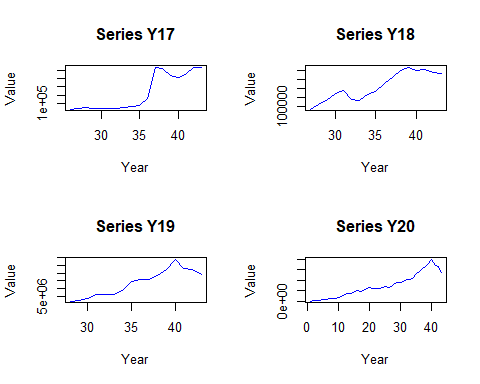 Series Y17
Value
1e+05
30 35 40
Year
Series Y18
Value
100000
30 35 40
Year
Series Y19
Value
5e+06
30 35 40
Year
Series Y20
Value
0e+00
0 10 20 30 40
Year